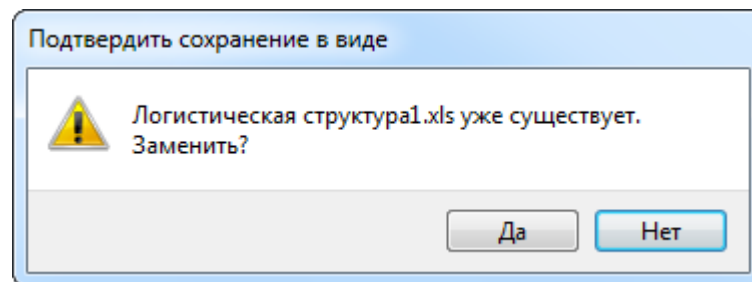 Подтвердить сохранение в виде
Логистическая структура1.xls уже существует.
Заменить?
Да
Нет